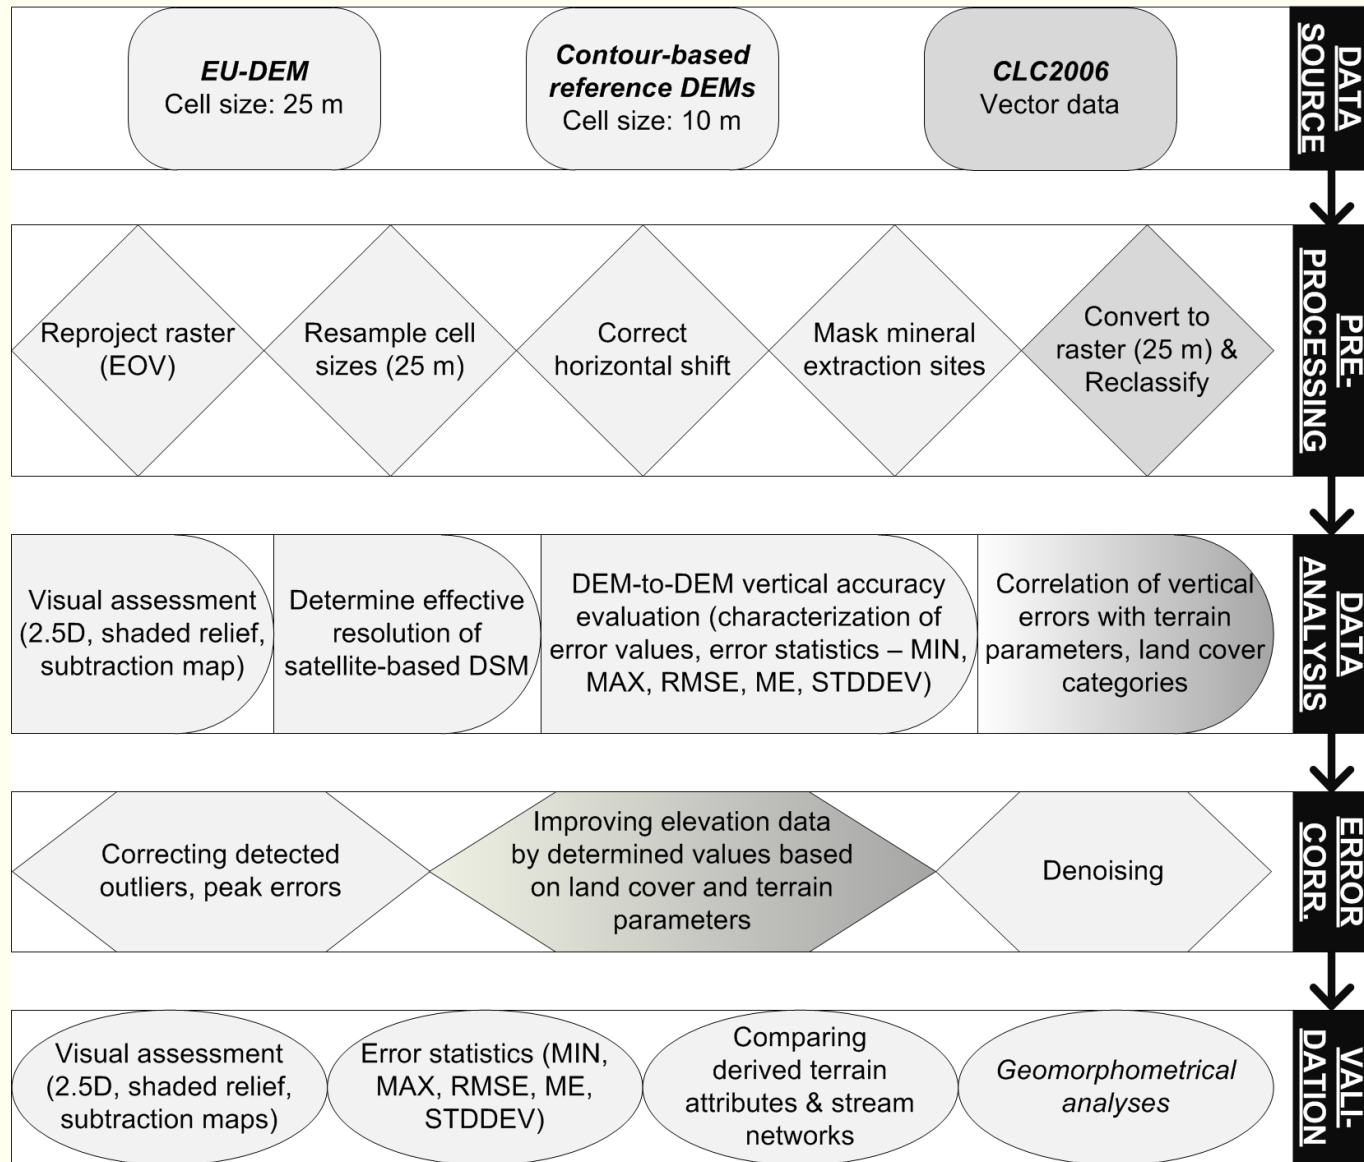 EU-DEM
Cell size: 25 m
Contour-based
reference DEMs
Cell size: 10 m
CLC2006
Vector data
DATA
SOURCE
Reproject raster
(EOV)
Resample cell
sizes (25 m)
Correct
horizontal shift
Mask mineral
extraction sites
Convert to
raster (25 m) &
Reclassify
PRE-
PROCESSING
Visual assessment
(2.5D, shaded relief,
subtraction map)
Determine effective
resolution of
satellite-based DSM
DEM-to-DEM vertical accuracy
evaluation (characterization of
error values, error statistics – MIN,
MAX, RMSE, ME, STDDEV)
Correlation of vertical
errors with terrain
parameters, land cover
categories
DATA
ANALYSIS
Correcting detected
outliers, peak errors
Improving elevation data
by determined values based
on land cover and terrain
parameters
Denoising
ERROR
CORR.
Visual assessment
(2.5D, shaded relief,
subtraction maps)
Error statistics (MIN,
MAX, RMSE, ME,
STDDEV)
Comparing
derived terrain
attributes & stream
networks
Geomorphometrical
analyses
VALI-
DATION